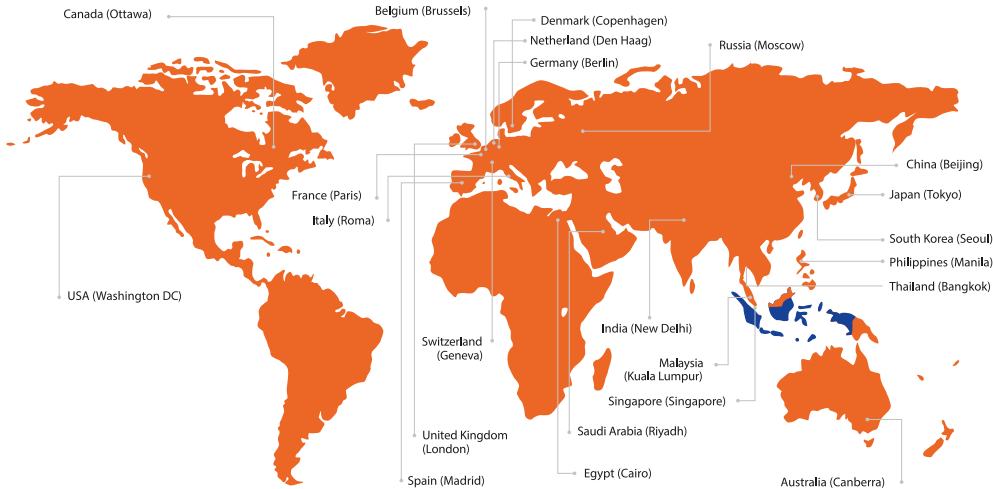 Canada (Ottawa)
Belgium (Brussels)
Denmark (Copenhagen)
Netherland (Den Haag)
Germany (Berlin)
Russia (Moscow)
China (Beijing)
France (Paris)
Japan (Tokyo)
Italy (Roma)
South Korea (Seoul)
Philippines (Manila)
Thailand (Bangkok)
USA (Washington DC)
India (New Delhi)
Switzerland
(Geneva)
Malaysia
(Kuala Lumpur)
Singapore (Singapore)
United Kingdom
(London)
Saudi Arabia (Riyadh)
Spain (Madrid)
Egypt (Cairo)
Australia (Canberra)